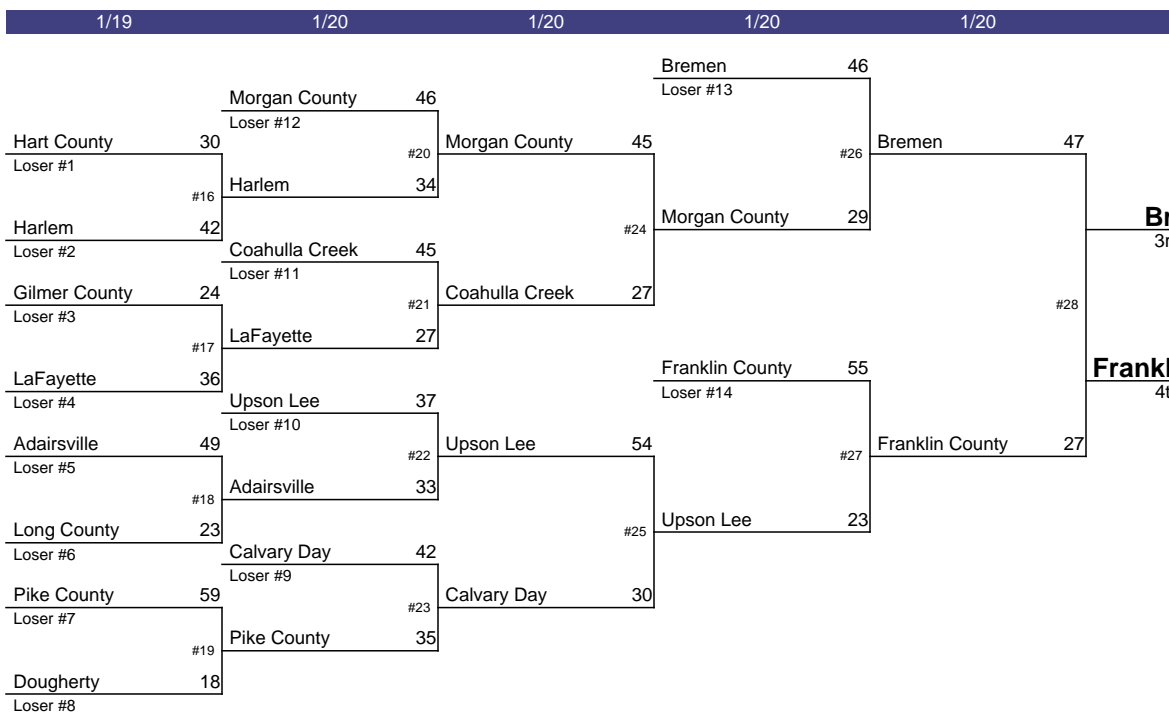 1/19 1/20 1/20 1/20 1/20
Bremen 46
Loser #13
Morgan County 46
Loser #12
Hart County 30
Loser #1
#20
Morgan County 45
#26
Bremen 47
#16
Harlem 34
Harlem 42
Loser #2
Morgan County 29
#24
Br
3r
Coahulla Creek 45
Loser #11
Gilmer County 24
Loser #3
#21
Coahulla Creek 27
#28
#17
LaFayette 27
LaFayette 36
Loser #4
Franklin County 55
Loser #14
Frankl
4t
Upson Lee 37
Loser #10
Adairsville 49
Loser #5
#22
Upson Lee 54
#27
Franklin County 27
#18
Adairsville 33
Long County 23
Loser #6
#25
Upson Lee 23
Calvary Day 42
Loser #9
Pike County 59
Loser #7
#23
Calvary Day 30
#19
Pike County 35
Dougherty 18
Loser #8